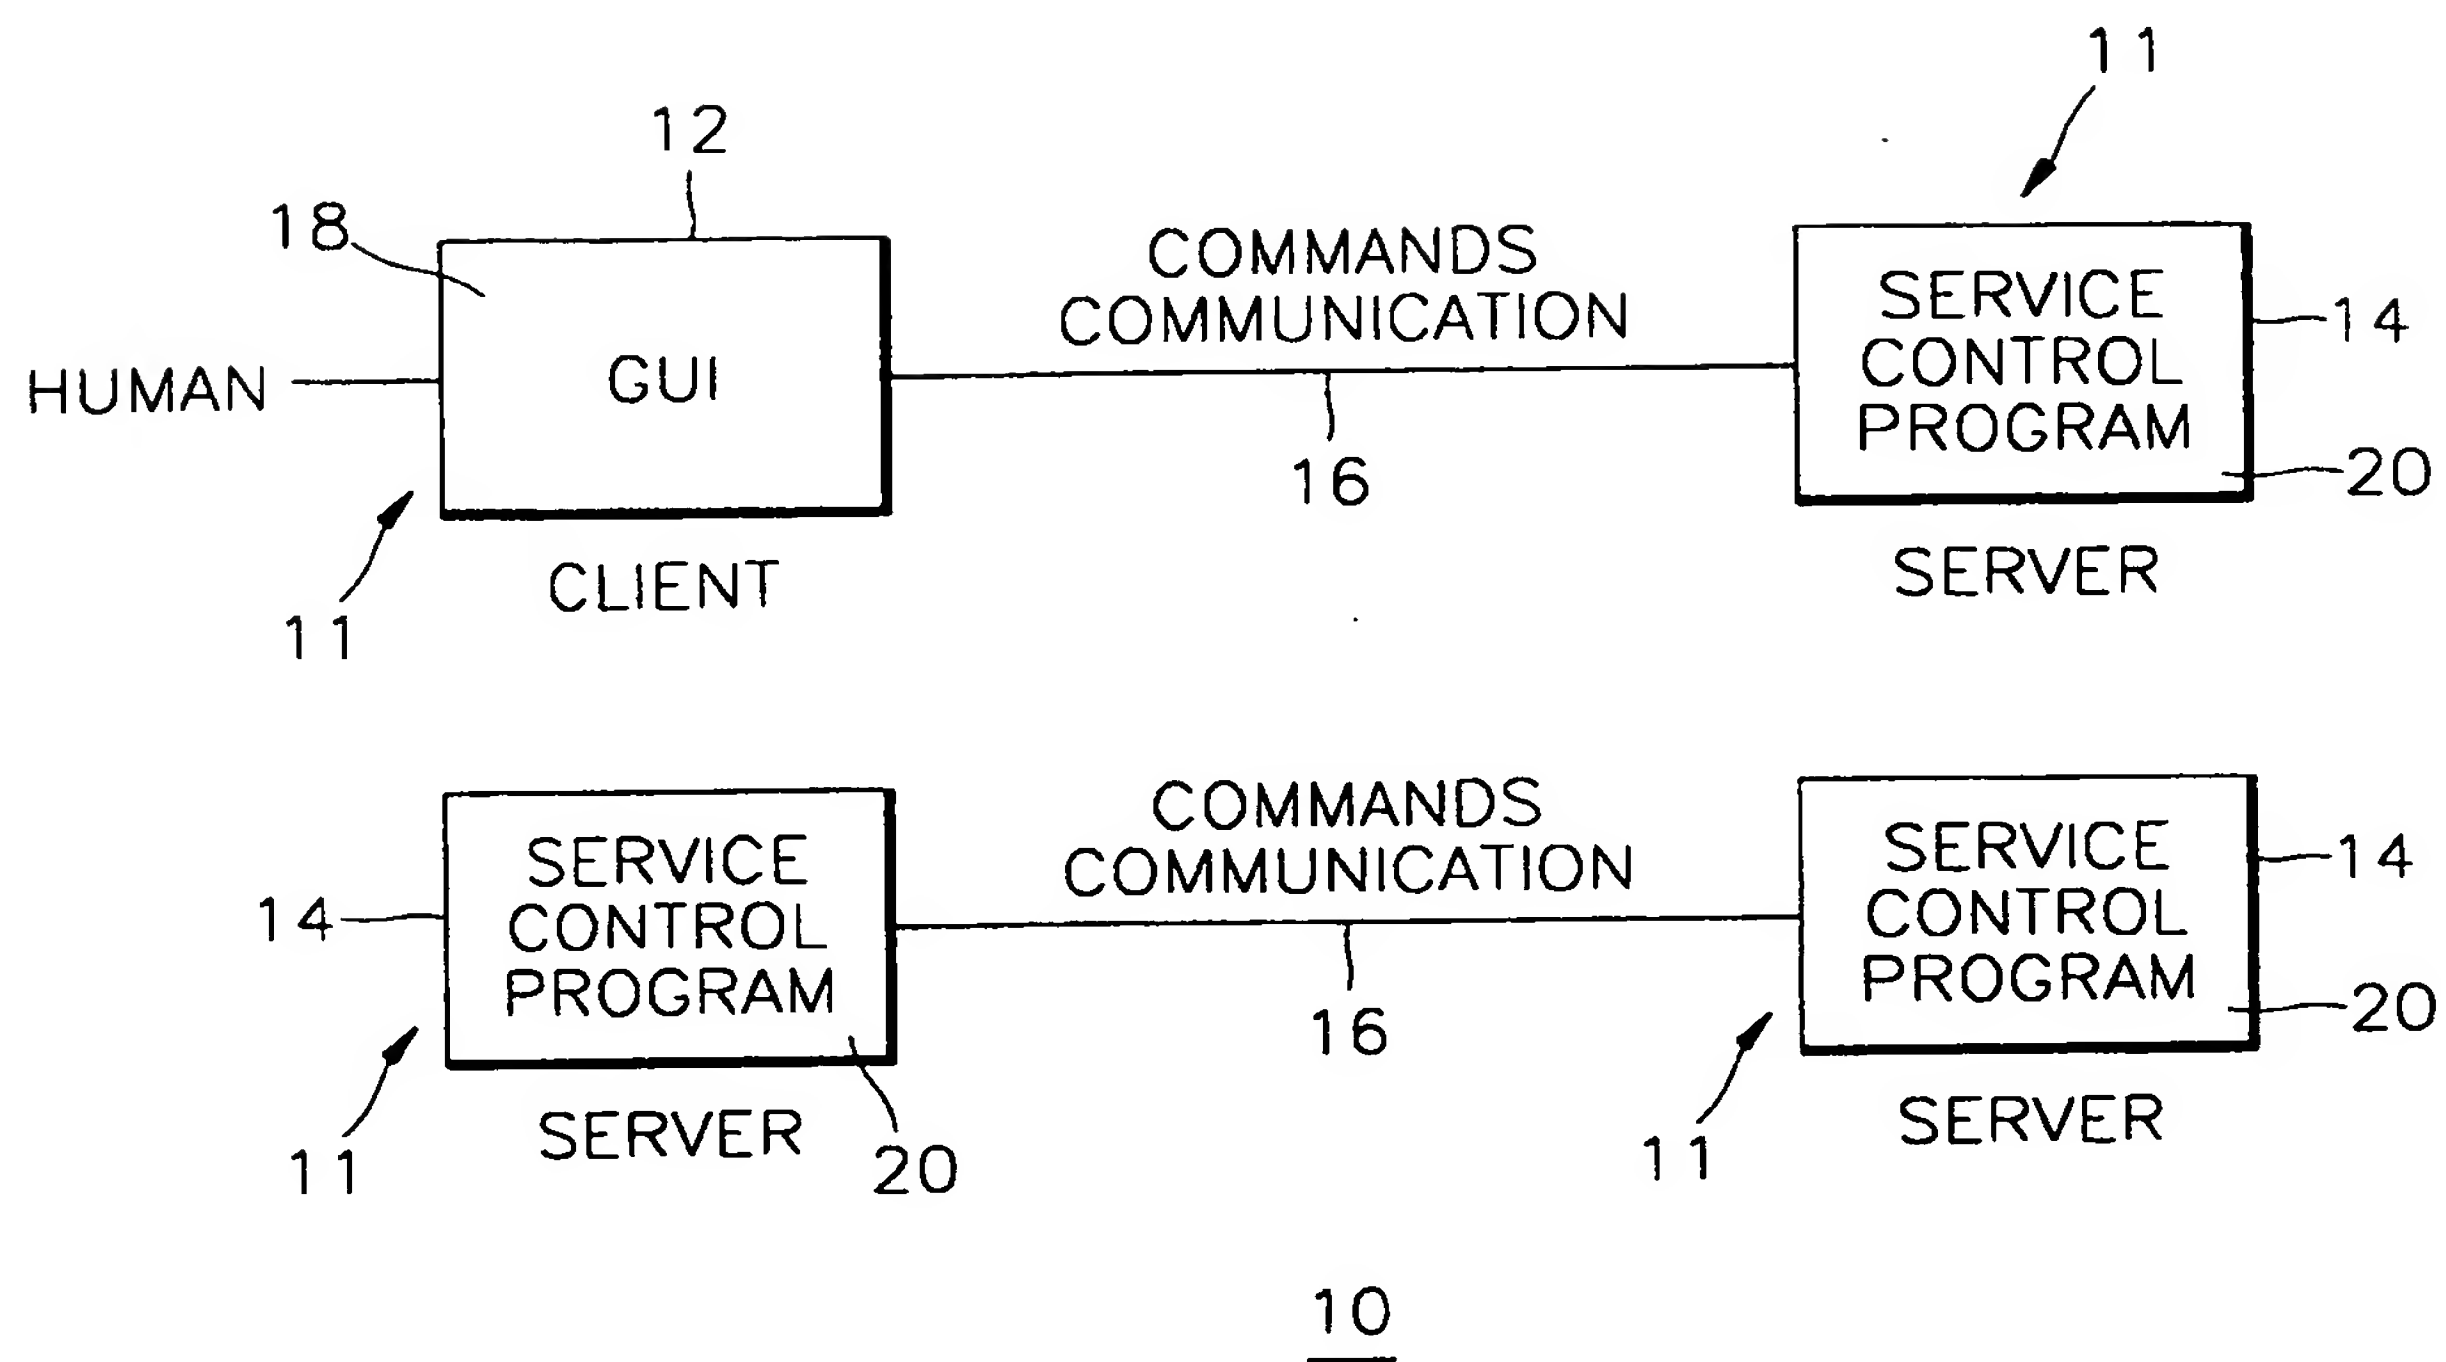 11
12
18
COMMANDS
COMMUNICATION
SERVICE
CONTROL
PROGRAM
14
HUMAN
GUI
16
20
CLIENT
SERVER
11
COMMANDS
COMMUNICATION
SERVICE
CONTROL
PROGRAM
14
SERVICE
CONTROL
PROGRAM
14
16
20
11
SERVER
20
11
SERVER
10